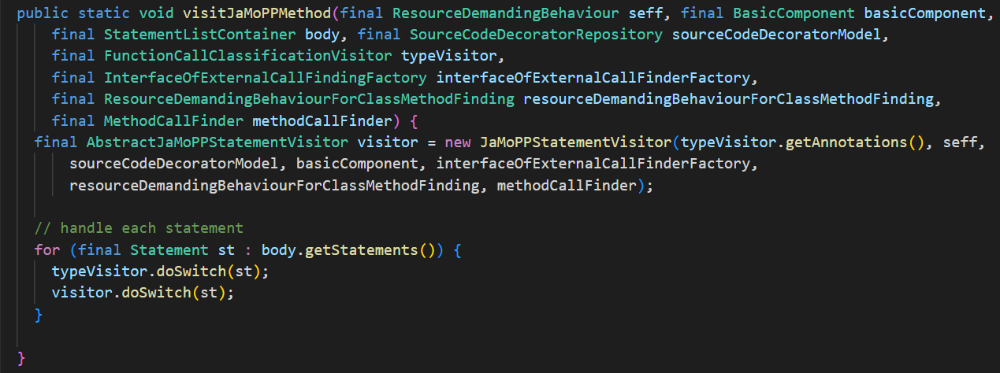 public static void visitJaMoPPMethod(final ResourceDemandingBehaviour seff, final BasicComponent basicComponent,
final StatementListContainer body, final SourceCodeDecoratorRepository sourceCodeDecoratorModel,
final FunctionCallClassificationVisitor typeVisitor,
final InterfaceOfExternalCallFindingFactory interfaceOfExternalCallFinderFactory,
final ResourceDemandingBehaviourForClassMethodFinding resourceDemandingBehaviourForClassMethodFinding,
final MethodCallFinder methodCallFinder) {
final AbstractJaMoPPStatementVisitor visitor = new JaMoPPStatementVisitor(typeVisitor.getAnnotations(), seff,
sourceCodeDecoratorModel, basicComponent, interfaceOfExternalCallFinderFactory,
resourceDemandingBehaviourForClassMethodFinding, methodCallFinder);
// handle each statement
for (final Statement st : body.getStatements()) {
typeVisitor.doSwitch(st);
visitor.doSwitch(st);
}
}